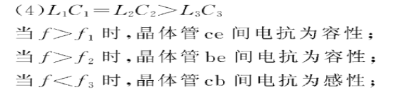 (4)L₁C₁=L₂C₂>L₃C₃
当 f>f₁ 时,晶体管 ce 间电抗为容性;
当 f>f₂ 时,晶体管 be 间电抗为容性;
当 f<f₃ 时,晶体管 cb 间电抗为感性;